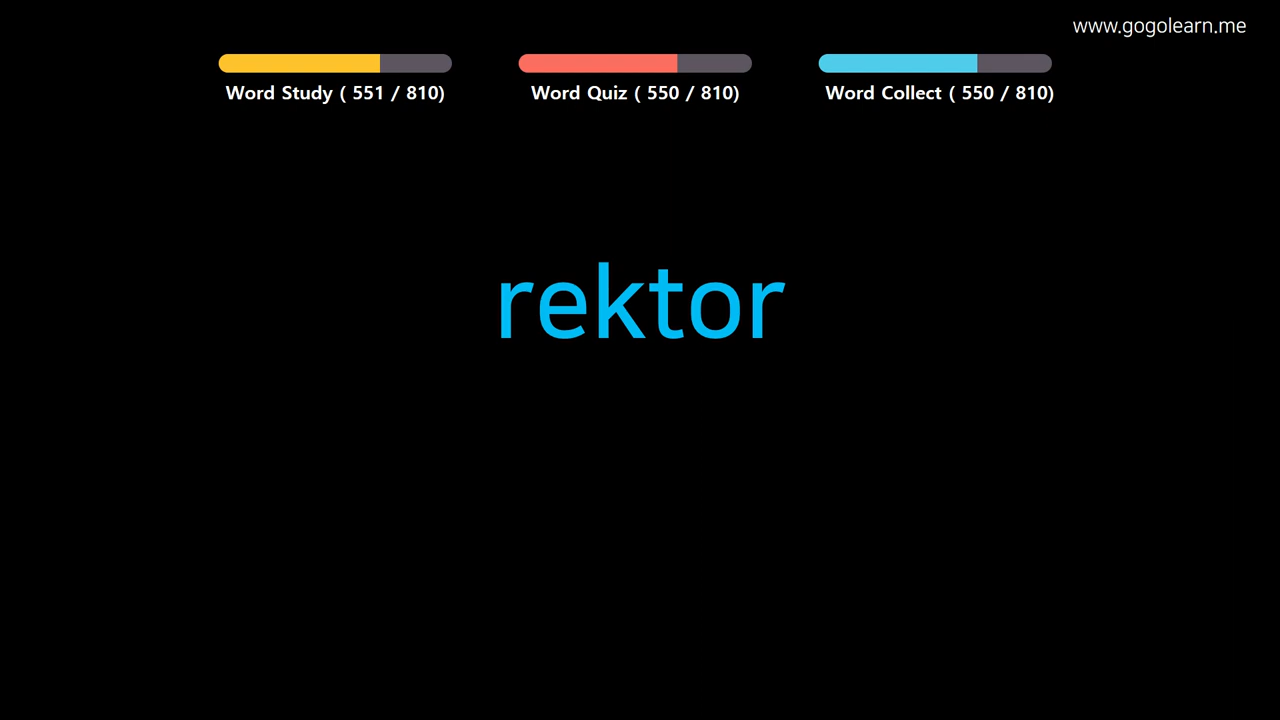 www.gogolearn.me
Word Study ( 551 / 810)
Word Quiz ( 550 / 810)
Word Collect ( 550 / 810)
rektor